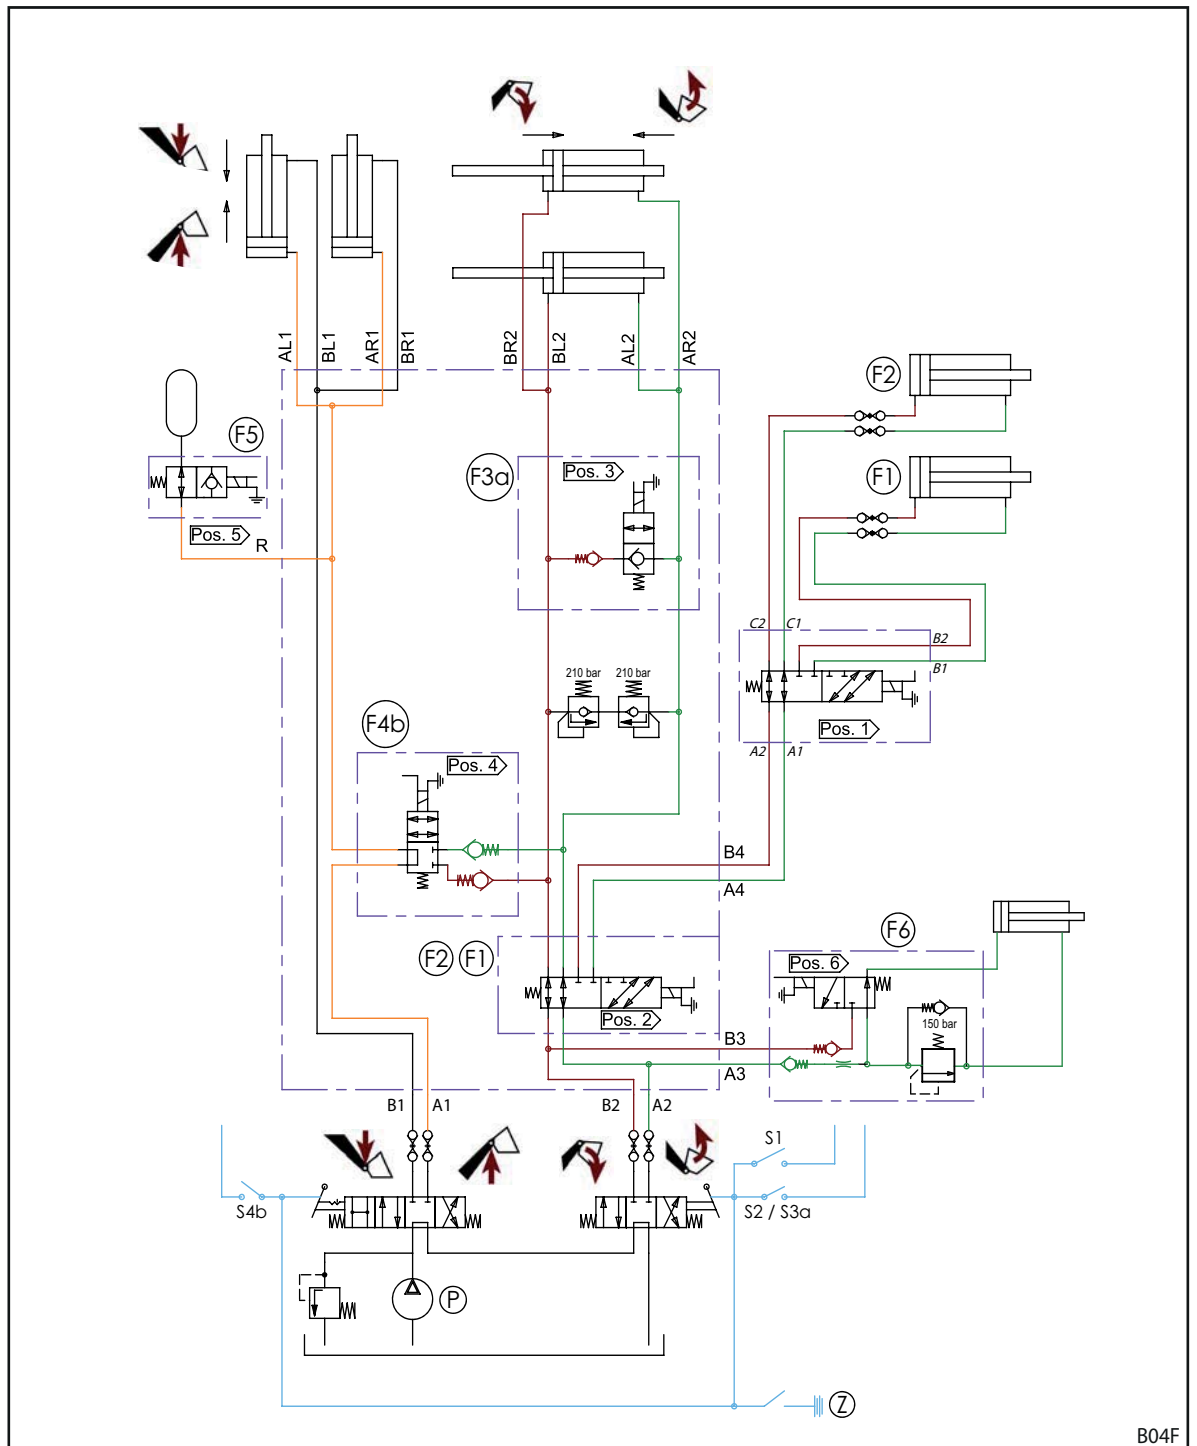 AL1
BL1
AR1
BR1
BR2
BL2
AL2
AR2
F2
F5
F3a
Pos. 3
F1
Pos. 5
R
C2
C1
B2
B1
210 bar
210 bar
F4b
Pos. 1
A2
A1
Pos. 4
B4
A4
F2
F1
F6
Pos. 6
Pos. 2
150 bar
B3
A3
B1
A1
B2
A2
S1
S4b
S2 / S3a
P
Z
B04F